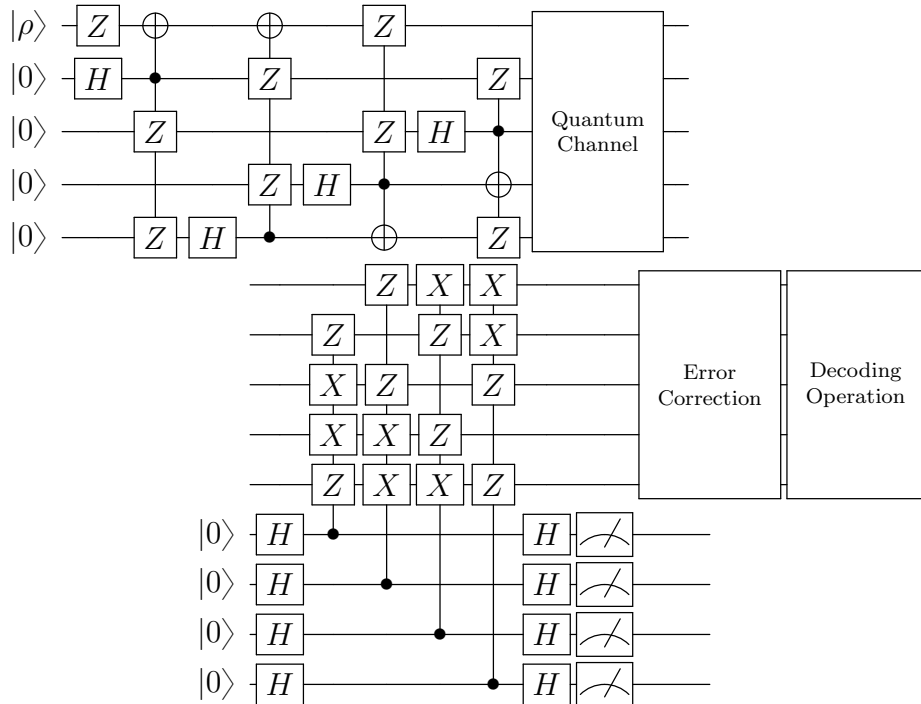 |ρ⟩ Z Z
|0⟩ H Z Z
|0⟩ Z Z H
|0⟩ Z H
|0⟩ Z H Z
Quantum
Channel
Z X X
Z Z X
X Z Z
X X Z
Z X X Z
Error
Correction
Decoding
Operation
|0⟩ H H
|0⟩ H H
|0⟩ H H
|0⟩ H H